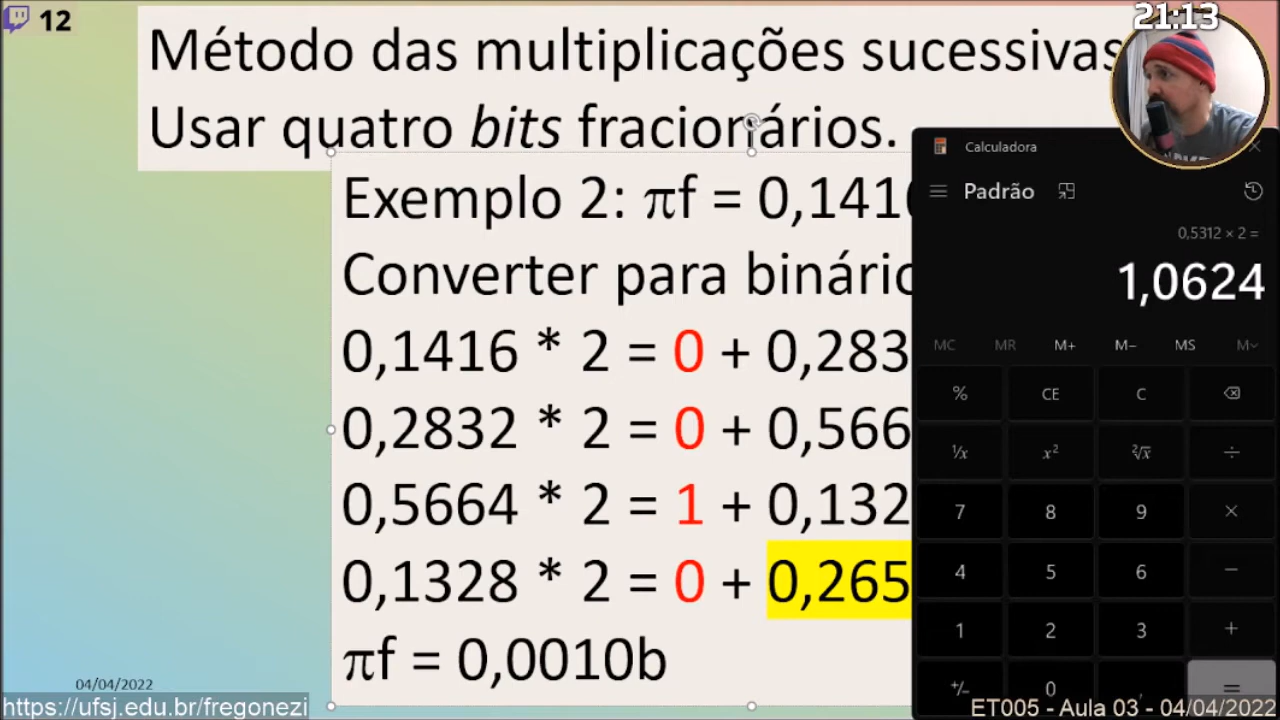 12
21:13
Método das multiplicações sucessivas
Usar quatro bits fracionários.
Exemplo 2: πf = 0,141
Converter para binário
0,1416 * 2 = 0 + 0,283
0,2832 * 2 = 0 + 0,566
0,5664 * 2 = 1 + 0,132
0,1328 * 2 = 0 + 0,265
πf = 0,0010b
Calculadora
Padrão
0,5312 × 2 =
1,0624
MC MR M+ M− MS M˅
% CE C ⌫
¹/x x² ²√x ÷
7 8 9 ×
4 5 6 −
1 2 3 +
+/− 0 , =
04/04/2022
https://ufsj.edu.br/fregonezi
ET005 - Aula 03 - 04/04/2022